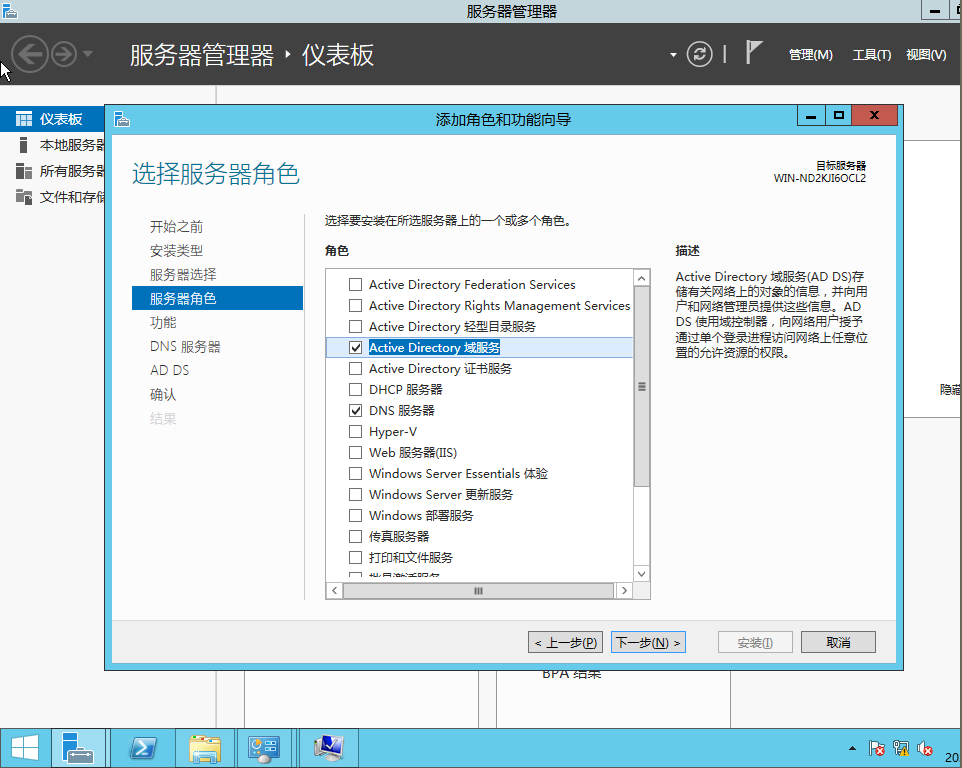 服务器管理器
服务器管理器 · 仪表板
管理(M)
工具(T)
视图(V)
仪表板
本地服务器
所有服务器
文件和存储
添加角色和功能向导
选择服务器角色
目标服务器
WIN-ND2KJI6OCL2
开始之前
安装类型
服务器选择
服务器角色
功能
DNS 服务器
AD DS
确认
结果
选择要安装在所选服务器上的一个或多个角色。
角色
Active Directory Federation Services
Active Directory Rights Management Services
Active Directory 轻型目录服务
Active Directory 域服务
Active Directory 证书服务
DHCP 服务器
DNS 服务器
Hyper-V
Web 服务器(IIS)
Windows Server Essentials 体验
Windows Server 更新服务
Windows 部署服务
传真服务器
打印和文件服务
批量激活服务
描述
Active Directory 域服务(AD DS)存
储有关网络上的对象的信息，并向用
户和网络管理员提供这些信息。AD
DS 使用域控制器，向网络用户授予
通过单个登录进程访问网络上任意位
置的允许资源的权限。
隐藏
< 上一步(P)
下一步(N) >
安装(I)
取消
BPA 结果
20